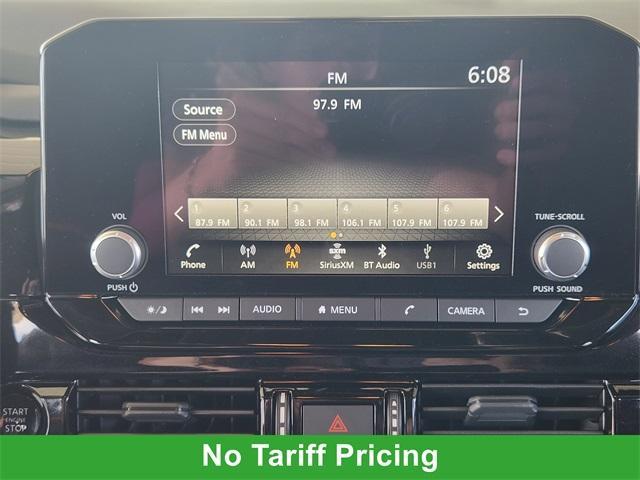 FM 6:08
97.9 FM
Source
FM Menu
1 2 3 4 5 6
87.9 FM 90.1 FM 98.1 FM 106.1 FM 107.9 FM 107.9 FM
Phone AM FM sxm SiriusXM BT Audio USB1 Settings
VOL TUNE-SCROLL
PUSH PUSH SOUND
AUDIO MENU CAMERA
START
ENGINE
STOP
No Tariff Pricing